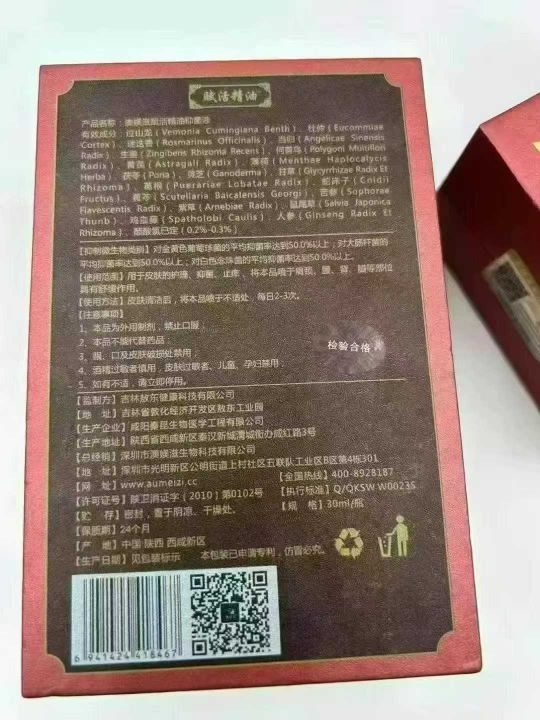 赋活精油
产品名称：澳媄滋赋活精油抑菌液
有效成分：过山龙（Vernonia Cumingiana Benth）、杜仲（Eucommiae
Cortex）、迷迭香（Rosmarinus Officinalis）、当归（Angelicae Sinensis
Radix）、生姜（Zingiberis Rhizoma Recens）、何首乌（Polygoni Multiflori
Radix）、黄芪（Astragali Radix）、薄荷（Menthae Haplocalycis
Herba）、茯苓（Poria）、灵芝（Ganoderma）、甘草（Glycyrrhizae Radix Et
Rhizoma）、葛根（Puerariae Lobatae Radix）、蛇床子（Cnidii
Fructus）、黄芩（Scutellaria Baicalensis Georgi）、苦参（Sophorae
Flavescentis Radix）、紫草（Arnebiae Radix）、鼠尾草（Salvia Japonica
Thunb）、鸡血藤（Spatholobi Caulis）、人参（Ginseng Radix Et
Rhizoma）、醋酸氯己定（0.2%-0.3%）
【抑制微生物类别】对金黄色葡萄球菌的平均抑菌率达到50.0%以上；对大肠杆菌的
平均抑菌率达到50.0%以上；对白色念珠菌的平均抑菌率达到50.0%以上。
【使用范围】用于皮肤的护理、抑菌、止痒，将本品喷于肩颈、腰、背、腿等部位
具有舒缓作用。
【使用方法】皮肤清洁后，将本品喷于不适处，每日2-3次。
【注意事项】
1、本品为外用制剂，禁止口服；
2、本品不能代替药品；
3、眼、口及皮肤破损处禁用；
4、酒精过敏者慎用，皮肤过敏者、儿童、孕妇禁用；
5、如有不适，请立即停用。
检验合格
【监制方】吉林敖东健康科技有限公司
【地 址】吉林省敦化经济开发区敖东工业园
【生产企业】咸阳秦昆生物医学工程有限公司
【生产地址】陕西省西咸新区秦汉新城渭城街办咸红路3号
【总经销】深圳市澳媄滋生物科技有限公司
【地 址】深圳市光明新区公明街道上村社区五联队工业区B区第4栋301
【网 址】www.aumeizi.cc 【全国热线】400-8928187
【许可证号】陕卫消证字［2010］第0102号 【执行标准】Q/QKSW W0023S
【贮 存】密封，置于阴凉、干燥处。 【规 格】30ml/瓶
【保质期】24个月
【产 地】中国·陕西 西咸新区
【生产日期】见包装标示 本包装已申请专利，仿冒必究。
6 941424 418467